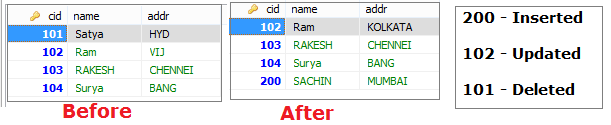 cid name addr
101 Satya HYD
102 Ram VIJ
103 RAKESH CHENNEI
104 Surya BANG
Before
cid name addr
102 Ram KOLKATA
103 RAKESH CHENNEI
104 Surya BANG
200 SACHIN MUMBAI
After
200 - Inserted
102 - Updated
101 - Deleted